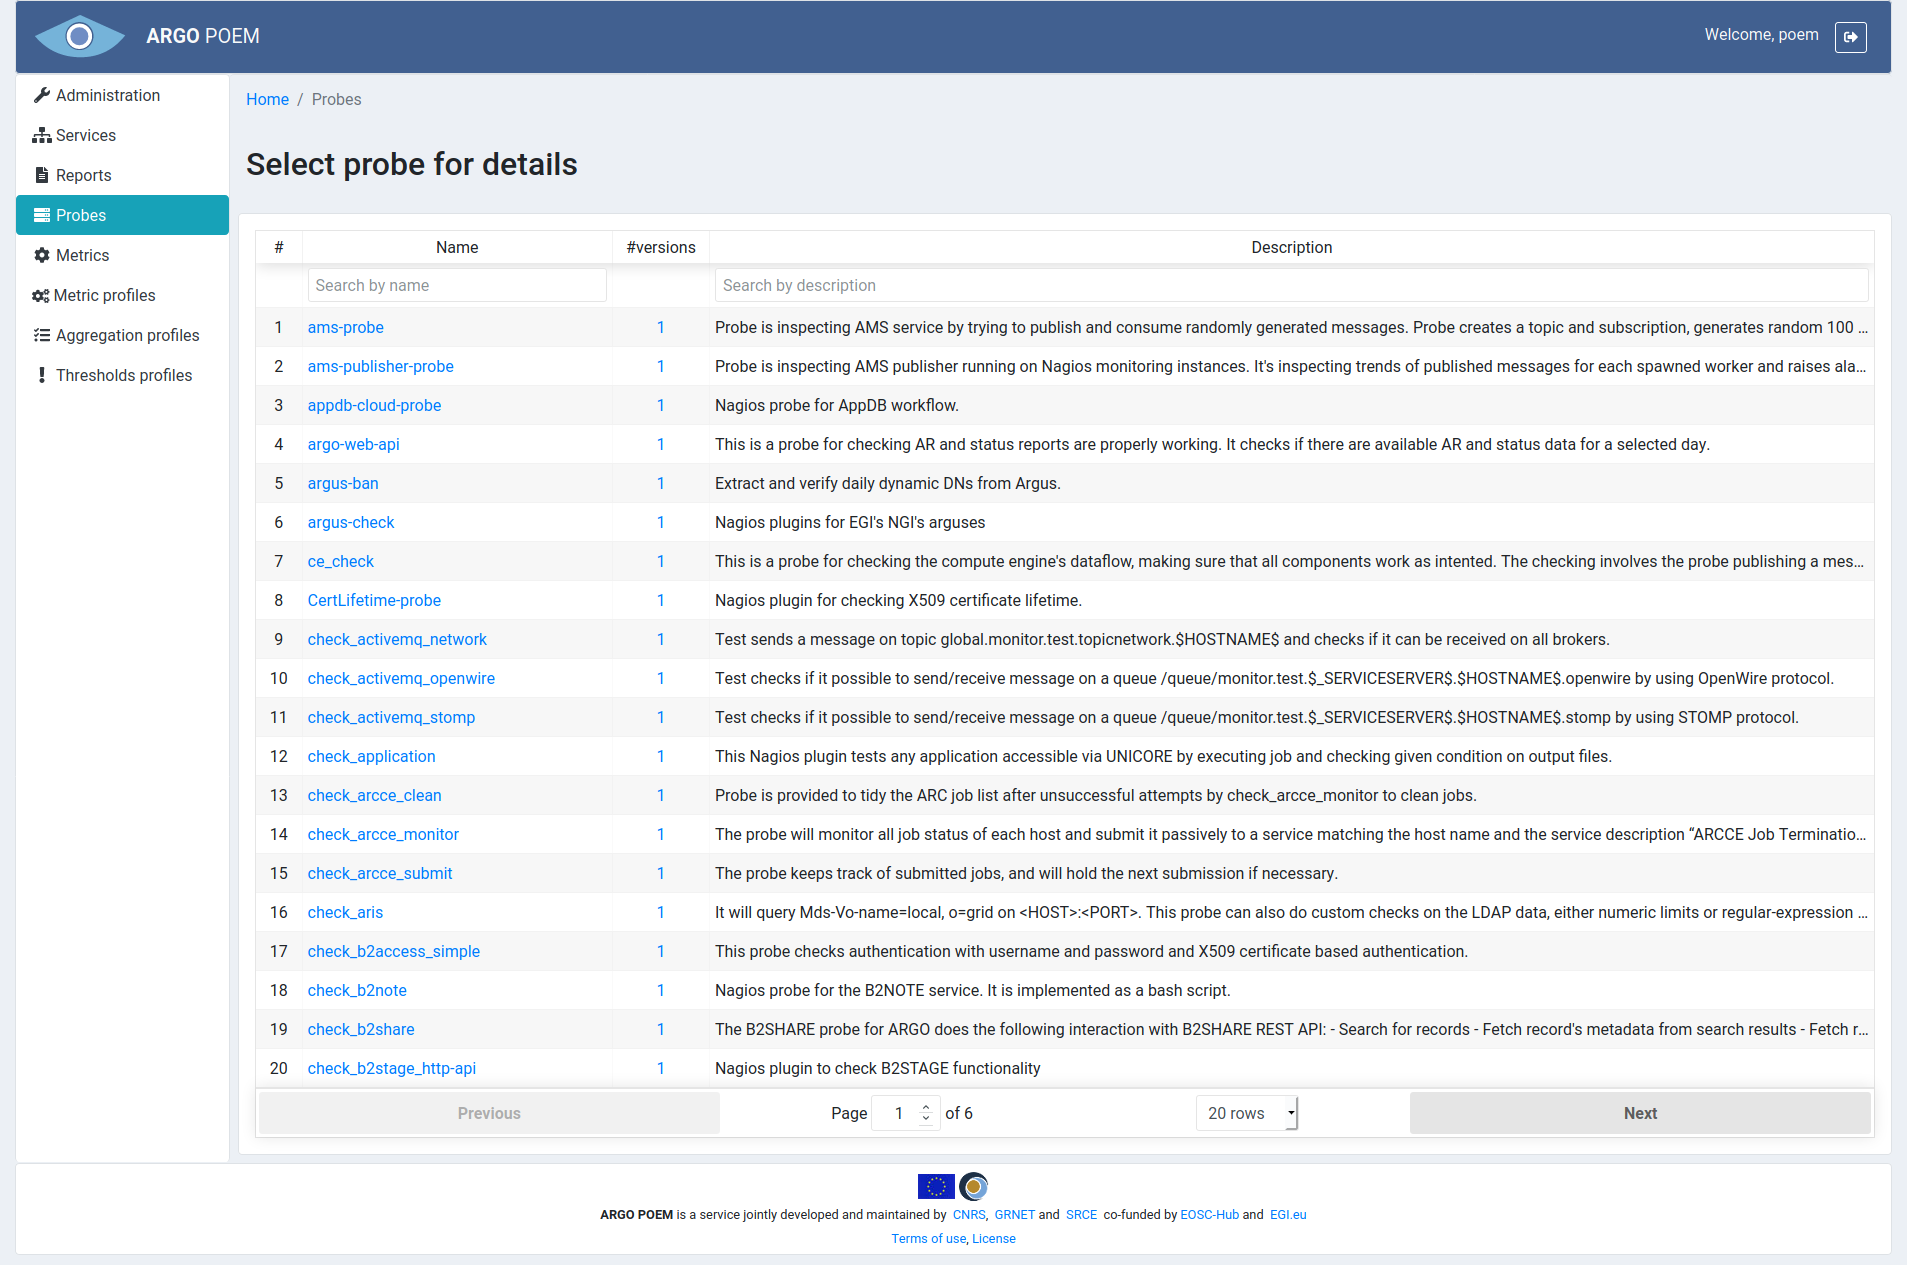 ARGO POEM
Welcome, poem
Administration
Services
Reports
Probes
Metrics
Metric profiles
Aggregation profiles
Thresholds profiles
Home / Probes
Select probe for details
# Name #versions Description
Search by name Search by description
1 ams-probe 1 Probe is inspecting AMS service by trying to publish and consume randomly generated messages. Probe creates a topic and subscription, generates random 100 ...
2 ams-publisher-probe 1 Probe is inspecting AMS publisher running on Nagios monitoring instances. It's inspecting trends of published messages for each spawned worker and raises ala...
3 appdb-cloud-probe 1 Nagios probe for AppDB workflow.
4 argo-web-api 1 This is a probe for checking AR and status reports are properly working. It checks if there are available AR and status data for a selected day.
5 argus-ban 1 Extract and verify daily dynamic DNs from Argus.
6 argus-check 1 Nagios plugins for EGI's NGI's arguses
7 ce_check 1 This is a probe for checking the compute engine's dataflow, making sure that all components work as intented. The checking involves the probe publishing a mes...
8 CertLifetime-probe 1 Nagios plugin for checking X509 certificate lifetime.
9 check_activemq_network 1 Test sends a message on topic global.monitor.test.topicnetwork.$HOSTNAME$ and checks if it can be received on all brokers.
10 check_activemq_openwire 1 Test checks if it possible to send/receive message on a queue /queue/monitor.test.$_SERVICESERVER$.$HOSTNAME$.openwire by using OpenWire protocol.
11 check_activemq_stomp 1 Test checks if it possible to send/receive message on a queue /queue/monitor.test.$_SERVICESERVER$.$HOSTNAME$.stomp by using STOMP protocol.
12 check_application 1 This Nagios plugin tests any application accessible via UNICORE by executing job and checking given condition on output files.
13 check_arcce_clean 1 Probe is provided to tidy the ARC job list after unsuccessful attempts by check_arcce_monitor to clean jobs.
14 check_arcce_monitor 1 The probe will monitor all job status of each host and submit it passively to a service matching the host name and the service description “ARCCE Job Terminatio...
15 check_arcce_submit 1 The probe keeps track of submitted jobs, and will hold the next submission if necessary.
16 check_aris 1 It will query Mds-Vo-name=local, o=grid on <HOST>:<PORT>. This probe can also do custom checks on the LDAP data, either numeric limits or regular-expression ...
17 check_b2access_simple 1 This probe checks authentication with username and password and X509 certificate based authentication.
18 check_b2note 1 Nagios probe for the B2NOTE service. It is implemented as a bash script.
19 check_b2share 1 The B2SHARE probe for ARGO does the following interaction with B2SHARE REST API: - Search for records - Fetch record's metadata from search results - Fetch r...
20 check_b2stage_http-api 1 Nagios plugin to check B2STAGE functionality
Previous Page 1 of 6 20 rows Next
ARGO POEM is a service jointly developed and maintained by CNRS, GRNET and SRCE co-funded by EOSC-Hub and EGI.eu
Terms of use, License